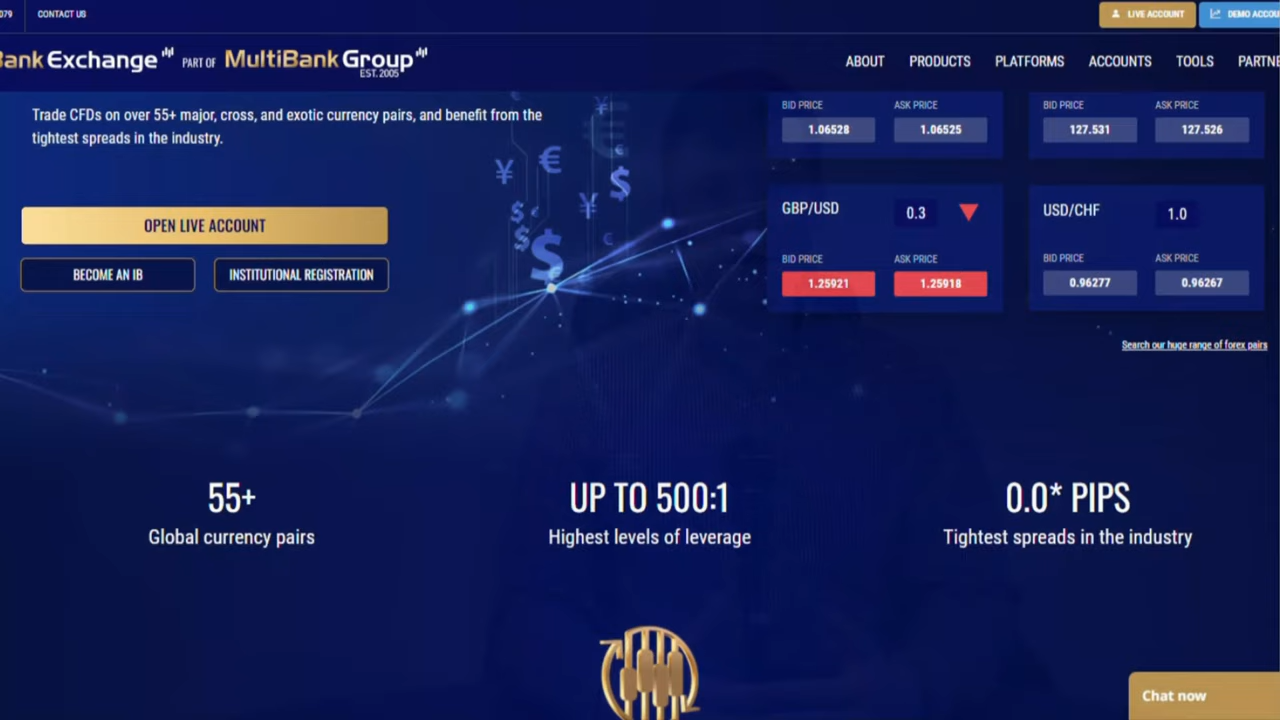 079
CONTACT US
LIVE ACCOUNT
DEMO ACCOU
Bank Exchange PART OF MultiBank Group
EST. 2005
ABOUT
PRODUCTS
PLATFORMS
ACCOUNTS
TOOLS
PARTNE
Trade CFDs on over 55+ major, cross, and exotic currency pairs, and benefit from the
tightest spreads in the industry.
OPEN LIVE ACCOUNT
BECOME AN IB
INSTITUTIONAL REGISTRATION
BID PRICE
ASK PRICE
1.06528
1.06525
BID PRICE
ASK PRICE
127.531
127.526
GBP/USD
0.3
BID PRICE
ASK PRICE
1.25921
1.25918
USD/CHF
1.0
BID PRICE
ASK PRICE
0.96277
0.96267
Search our huge range of forex pairs
55+
Global currency pairs
UP TO 500:1
Highest levels of leverage
0.0* PIPS
Tightest spreads in the industry
Chat now